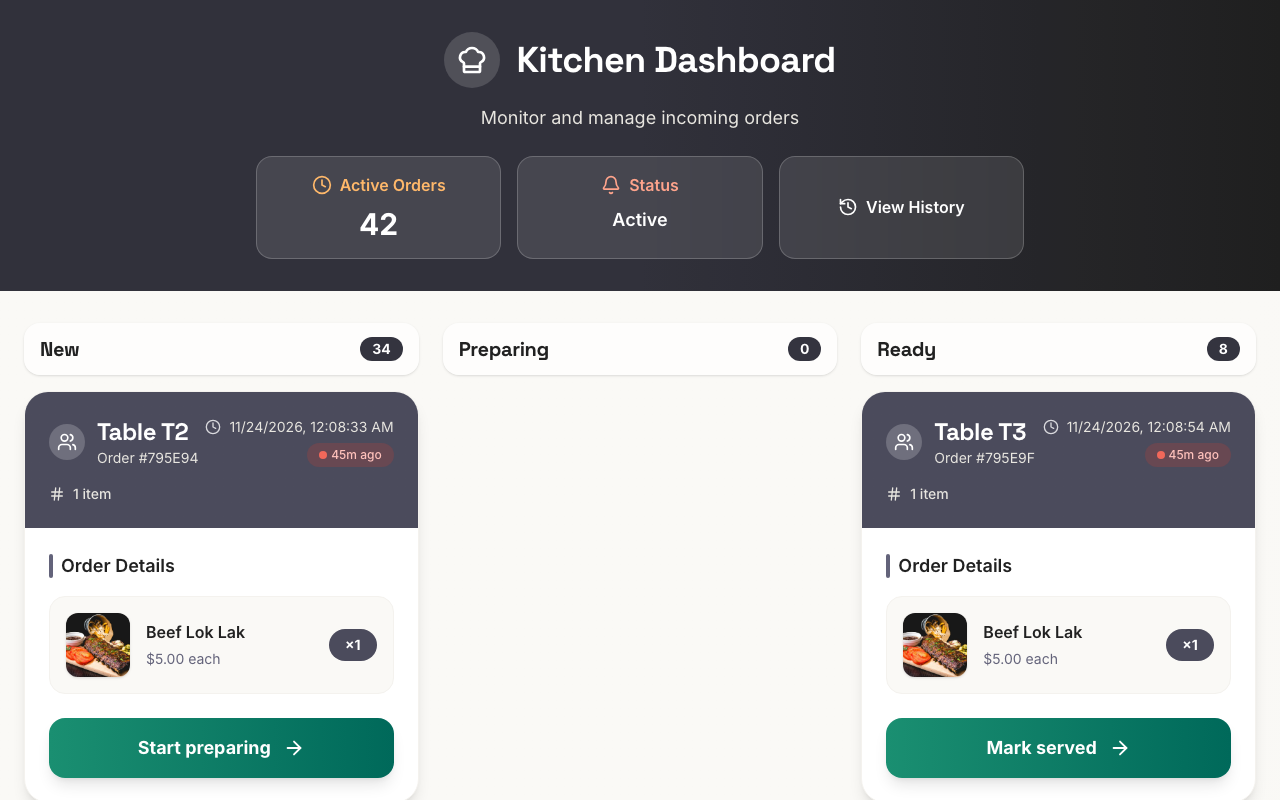 Kitchen Dashboard
Monitor and manage incoming orders
Active Orders
42
Status
Active
View History
New 34
Table T2
11/24/2026, 12:08:33 AM
Order #795E94
45m ago
# 1 item
Order Details
Beef Lok Lak
$5.00 each
×1
Start preparing →
Preparing 0
Ready 8
Table T3
11/24/2026, 12:08:54 AM
Order #795E9F
45m ago
# 1 item
Order Details
Beef Lok Lak
$5.00 each
×1
Mark served →